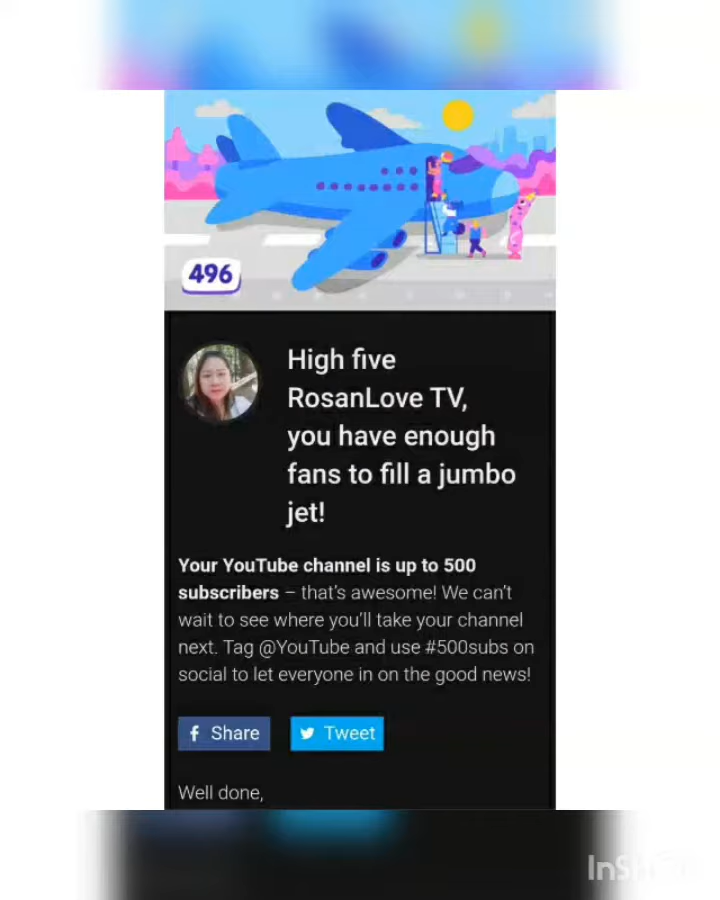 496
High five
RosanLove TV,
you have enough
fans to fill a jumbo
jet!
Your YouTube channel is up to 500
subscribers – that's awesome! We can't
wait to see where you'll take your channel
next. Tag @YouTube and use #500subs on
social to let everyone in on the good news!
f Share
Tweet
Well done,